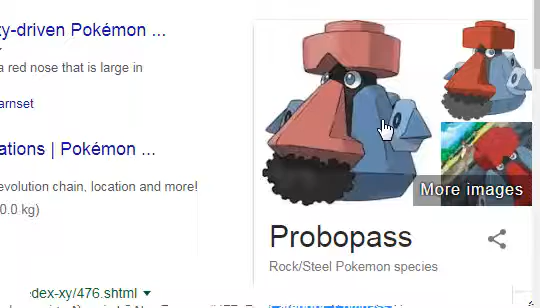 y-driven Pokémon ...
a red nose that is large in
arnset
ations | Pokémon ...
evolution chain, location and more!
0.0 kg)
More images
Probopass
Rock/Steel Pokemon species
dex-xy/476.shtml